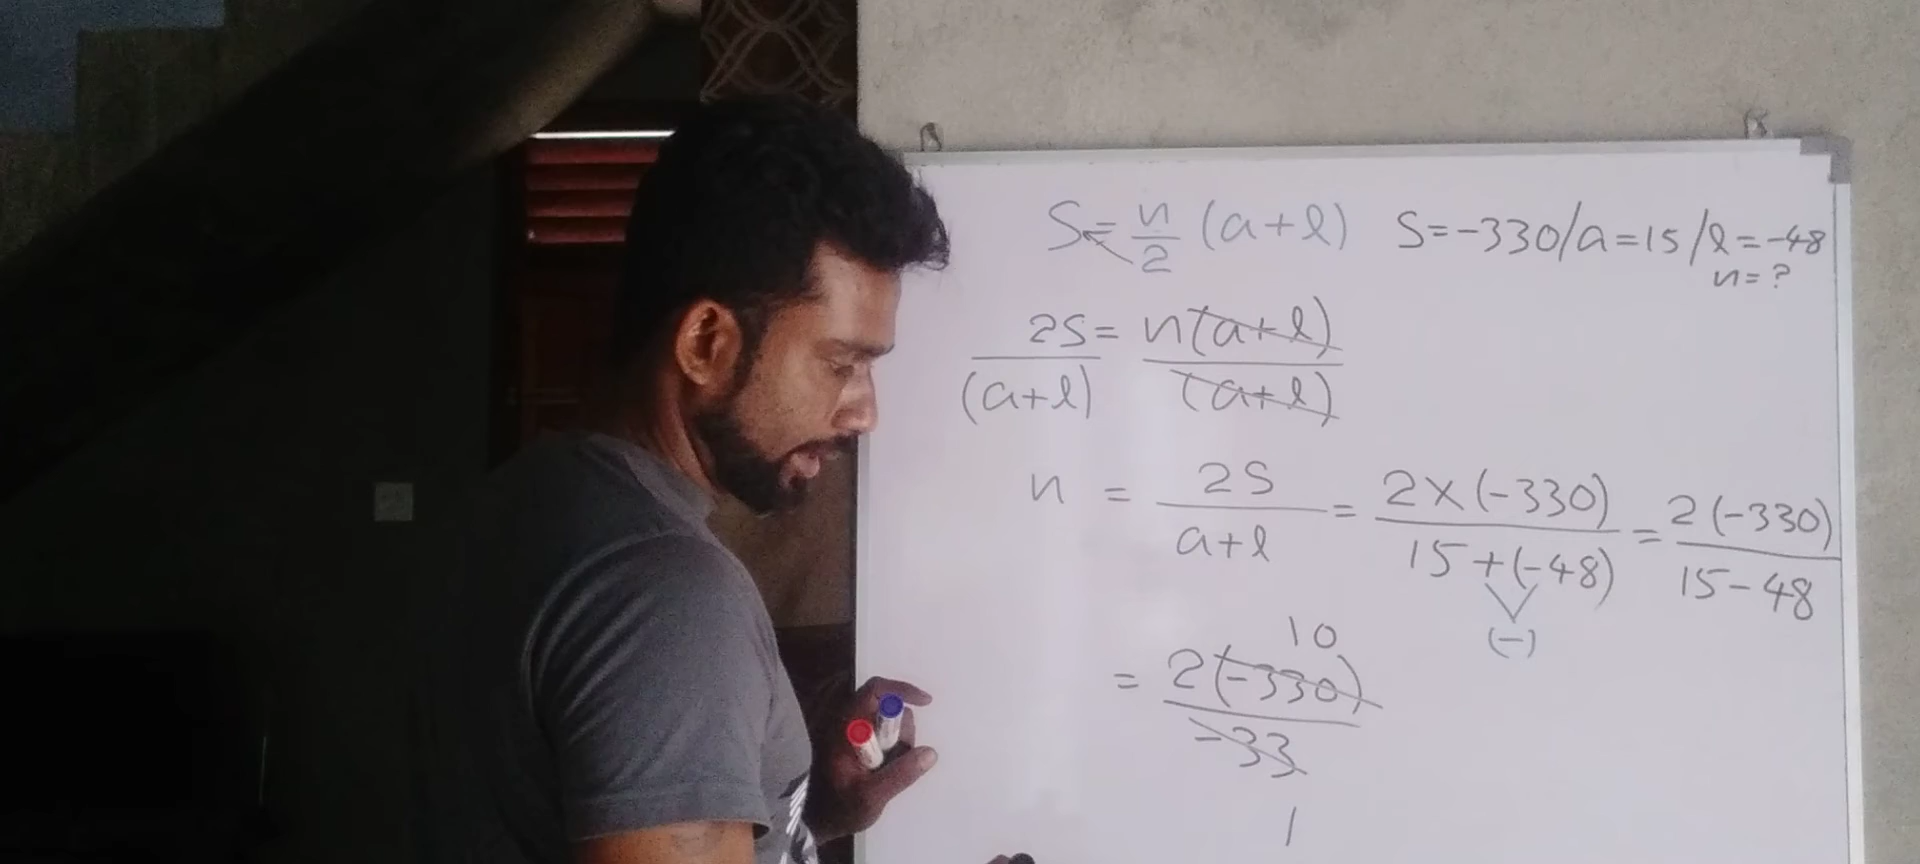 S = n/2 (a+l) S=-330/a=15/l=-48
n=?
2S/(a+l) = n(a+l)/(a+l)
n = 2S/a+l = 2×(-330)/15+(-48) = 2(-330)/15-48
(-)
10
= 2(-330)/-33
1